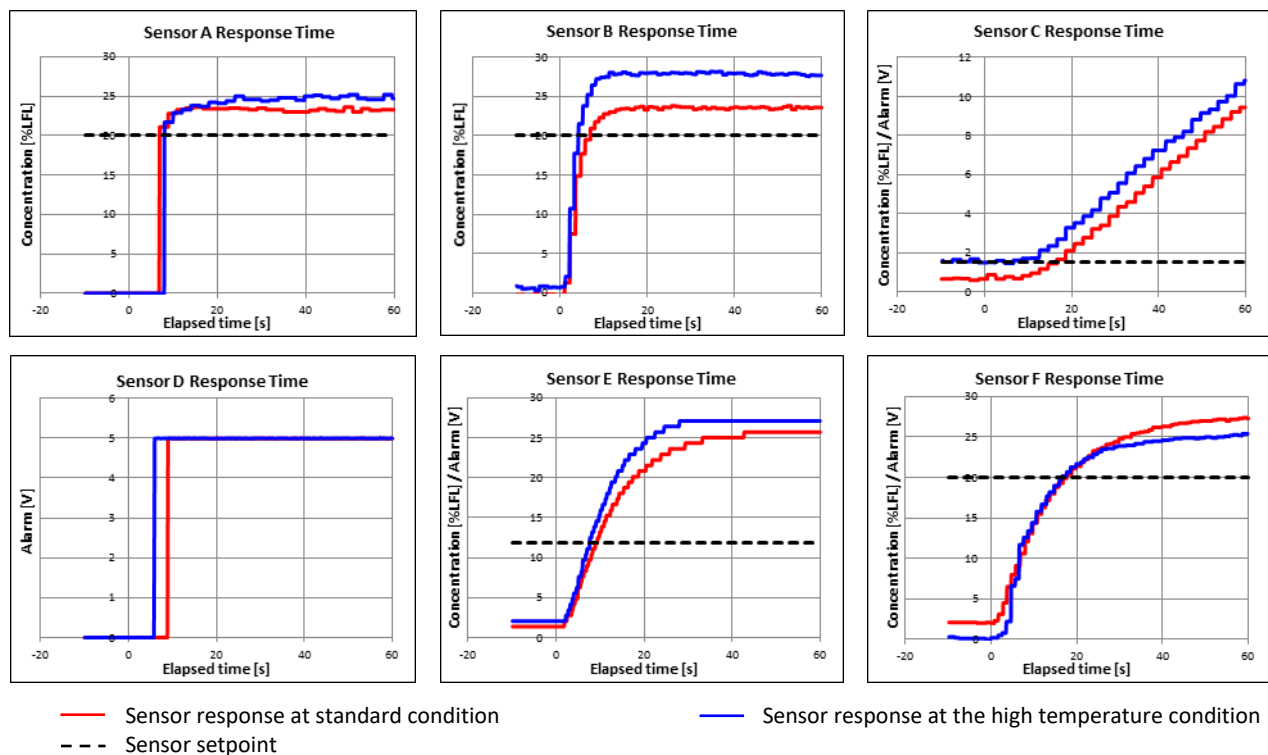 Sensor A Response Time
Concentration [%LFL]
30
25
20
15
10
5
0
-20 0 20 40 60
Elapsed time [s]
Sensor B Response Time
Concentration [%LFL]
30
25
20
15
10
5
0
-20 0 20 40 60
Elapsed time [s]
Sensor C Response Time
Concentration [%LFL] / Alarm [V]
12
10
8
6
4
2
0
-20 0 20 40 60
Elapsed time [s]
Sensor D Response Time
Alarm [V]
6
5
4
3
2
1
0
-20 0 20 40 60
Elapsed time [s]
Sensor E Response Time
Concentration [%LFL] / Alarm [V]
30
25
20
15
10
5
0
-20 0 20 40 60
Elapsed time [s]
Sensor F Response Time
Concentration [%LFL] / Alarm [V]
30
25
20
15
10
5
0
-20 0 20 40 60
Elapsed time [s]
Sensor response at standard condition
Sensor response at the high temperature condition
Sensor setpoint